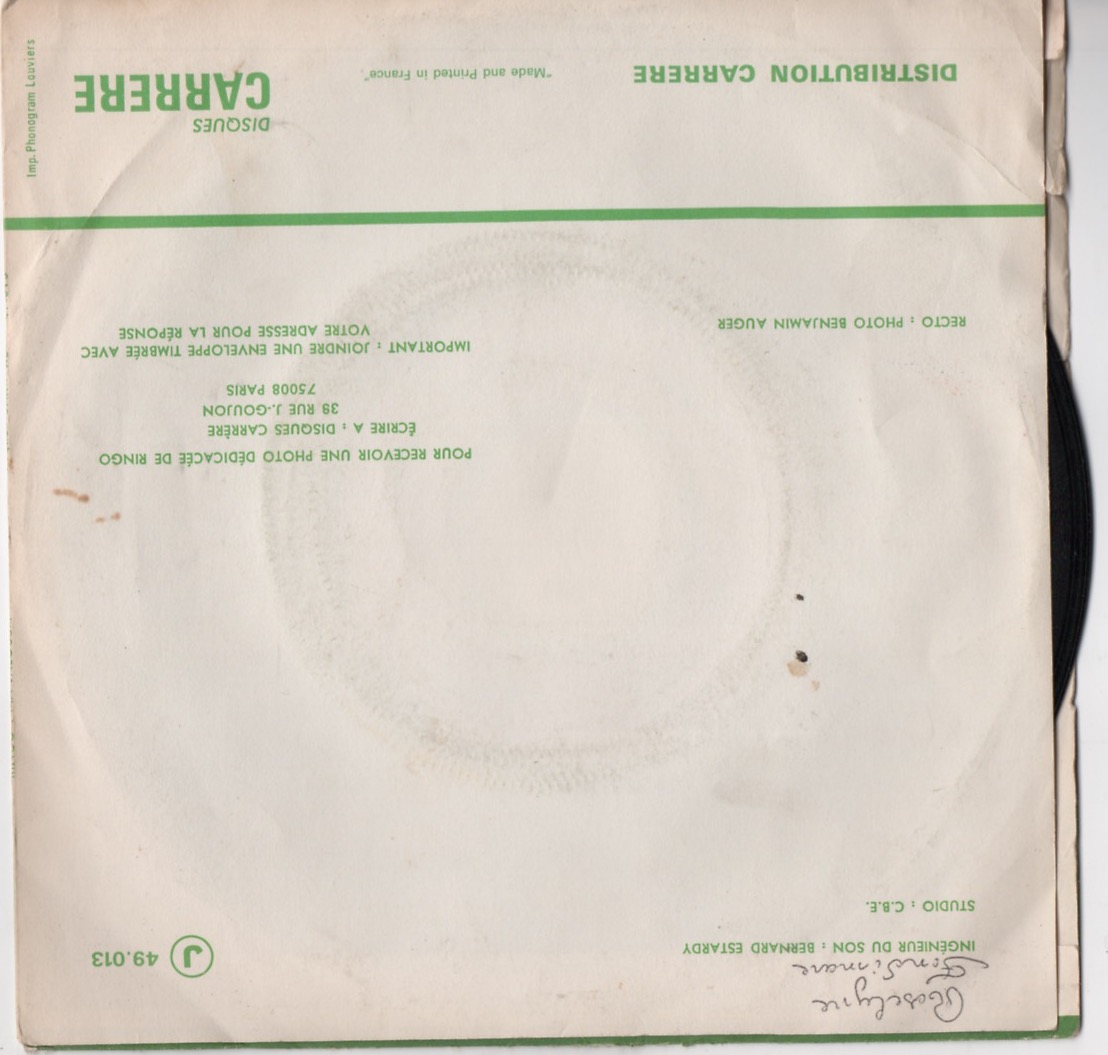 Roselyne
INGÉNIEUR DU SON : BERNARD ESTARDY
STUDIO : C.B.E.
J 49.013
POUR RECEVOIR UNE PHOTO DÉDICACÉE DE RINGO
ÉCRIRE A : DISQUES CARRÈRE
39 RUE J.-GOUJON
75008 PARIS
IMPORTANT : JOINDRE UNE ENVELOPPE TIMBRÉE AVEC
VOTRE ADRESSE POUR LA RÉPONSE
RECTO : PHOTO BENJAMIN AUGER
DISTRIBUTION CARRERE
"Made and Printed in France"
DISQUES
CARRERE
Imp. Phonogram Louviers